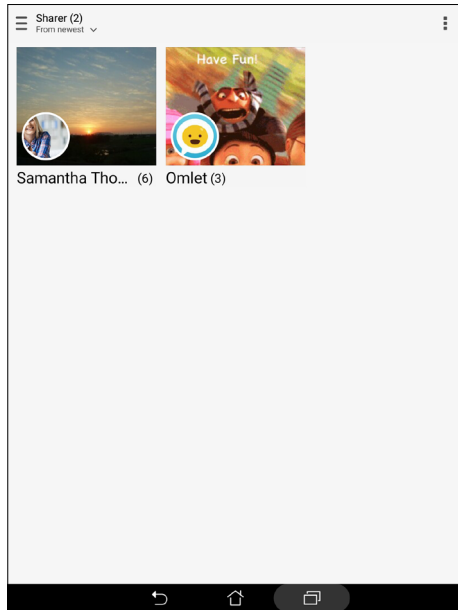 Sharer (2)
From newest
Have Fun!
Samantha Tho... (6)
Omlet (3)